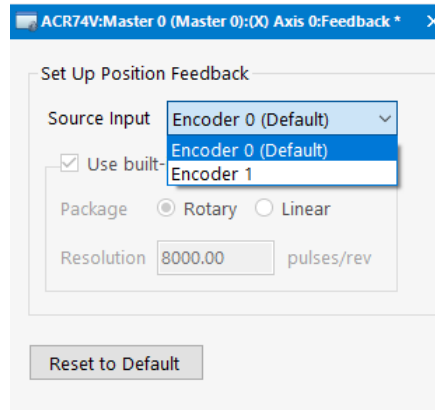 ACR74V:Master 0 (Master 0):(X) Axis 0:Feedback *
Set Up Position Feedback
Source Input Encoder 0 (Default)
Encoder 0 (Default)
Encoder 1
Use built-
Package Rotary Linear
Resolution 8000.00 pulses/rev
Reset to Default